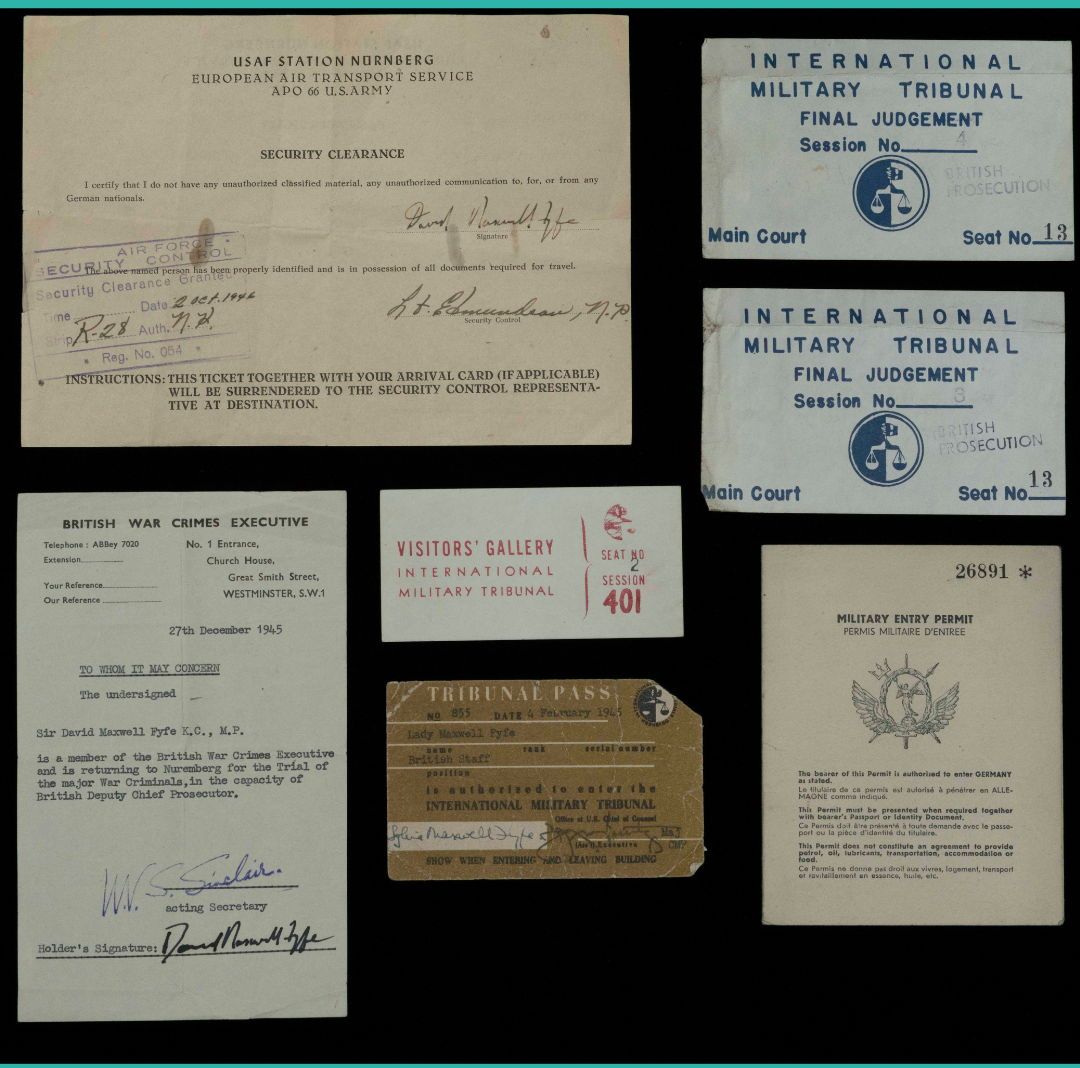 USAF STATION NÜRNBERG
EUROPEAN AIR TRANSPORT SERVICE
APO 66 U.S.ARMY
SECURITY CLEARANCE
I certify that I do not have any unauthorized classified material, any unauthorized communication to, for, or from any
German nationals.
David Maxwell Fyfe
Signature
AIR FORCE
SECURITY CONTROL
The above named person has been properly identified and is in possession of all documents required for travel.
Security Clearance Granted
Time Date 2 Oct. 1946
Ship R-28 Auth.
Reg. No. 054
Security Control
INSTRUCTIONS: THIS TICKET TOGETHER WITH YOUR ARRIVAL CARD (IF APPLICABLE)
WILL BE SURRENDERED TO THE SECURITY CONTROL REPRESENTA-
TIVE AT DESTINATION.
INTERNATIONAL
MILITARY TRIBUNAL
FINAL JUDGEMENT
Session No. 4
BRITISH
PROSECUTION
Main Court Seat No. 13
INTERNATIONAL
MILITARY TRIBUNAL
FINAL JUDGEMENT
Session No.
BRITISH
PROSECUTION
Main Court Seat No. 13
BRITISH WAR CRIMES EXECUTIVE
Telephone : ABBey 7020
Extension
Your Reference
Our Reference
No. 1 Entrance,
Church House,
Great Smith Street,
WESTMINSTER, S.W.1
27th December 1945
TO WHOM IT MAY CONCERN
The undersigned
Sir David Maxwell Fyfe K.C., M.P.
is a member of the British War Crimes Executive
and is returning to Nuremberg for the Trial of
the major War Criminals, in the capacity of
British Deputy Chief Prosecutor.
W. S. Sinclair.
acting Secretary
Holder's Signature: David Maxwell Fyfe
VISITORS' GALLERY
INTERNATIONAL
MILITARY TRIBUNAL
SEAT NO
2
SESSION
401
TRIBUNAL PASS
NO 855 DATE 4 February 1945
Lady Maxwell Fyfe
name rank serial number
British Staff
position
is authorized to enter the
INTERNATIONAL MILITARY TRIBUNAL
Office of U.S. Chief of Counsel
Sylvia Maxwell Fyfe
Maj
(Ass't) Executive CMP
SHOW WHEN ENTERING AND LEAVING BUILDING
26891 *
MILITARY ENTRY PERMIT
PERMIS MILITAIRE D'ENTREE
The bearer of this Permit is authorised to enter GERMANY
as stated.
Le titulaire de ce permis est autorisé à pénétrer en ALLE-
MAGNE comme indiqué.
This Permit must be presented when required together
with bearer's Passport or Identity Document.
Ce Permis doit être présenté à toute demande avec le passe-
port ou la pièce d'identité du titulaire.
This Permit does not constitute an agreement to provide
petrol, oil, lubricants, transportation, accommodation or
food.
Ce Permis ne donne pas droit aux vivres, logement, transport
et ravitaillement en essance, huile, etc.